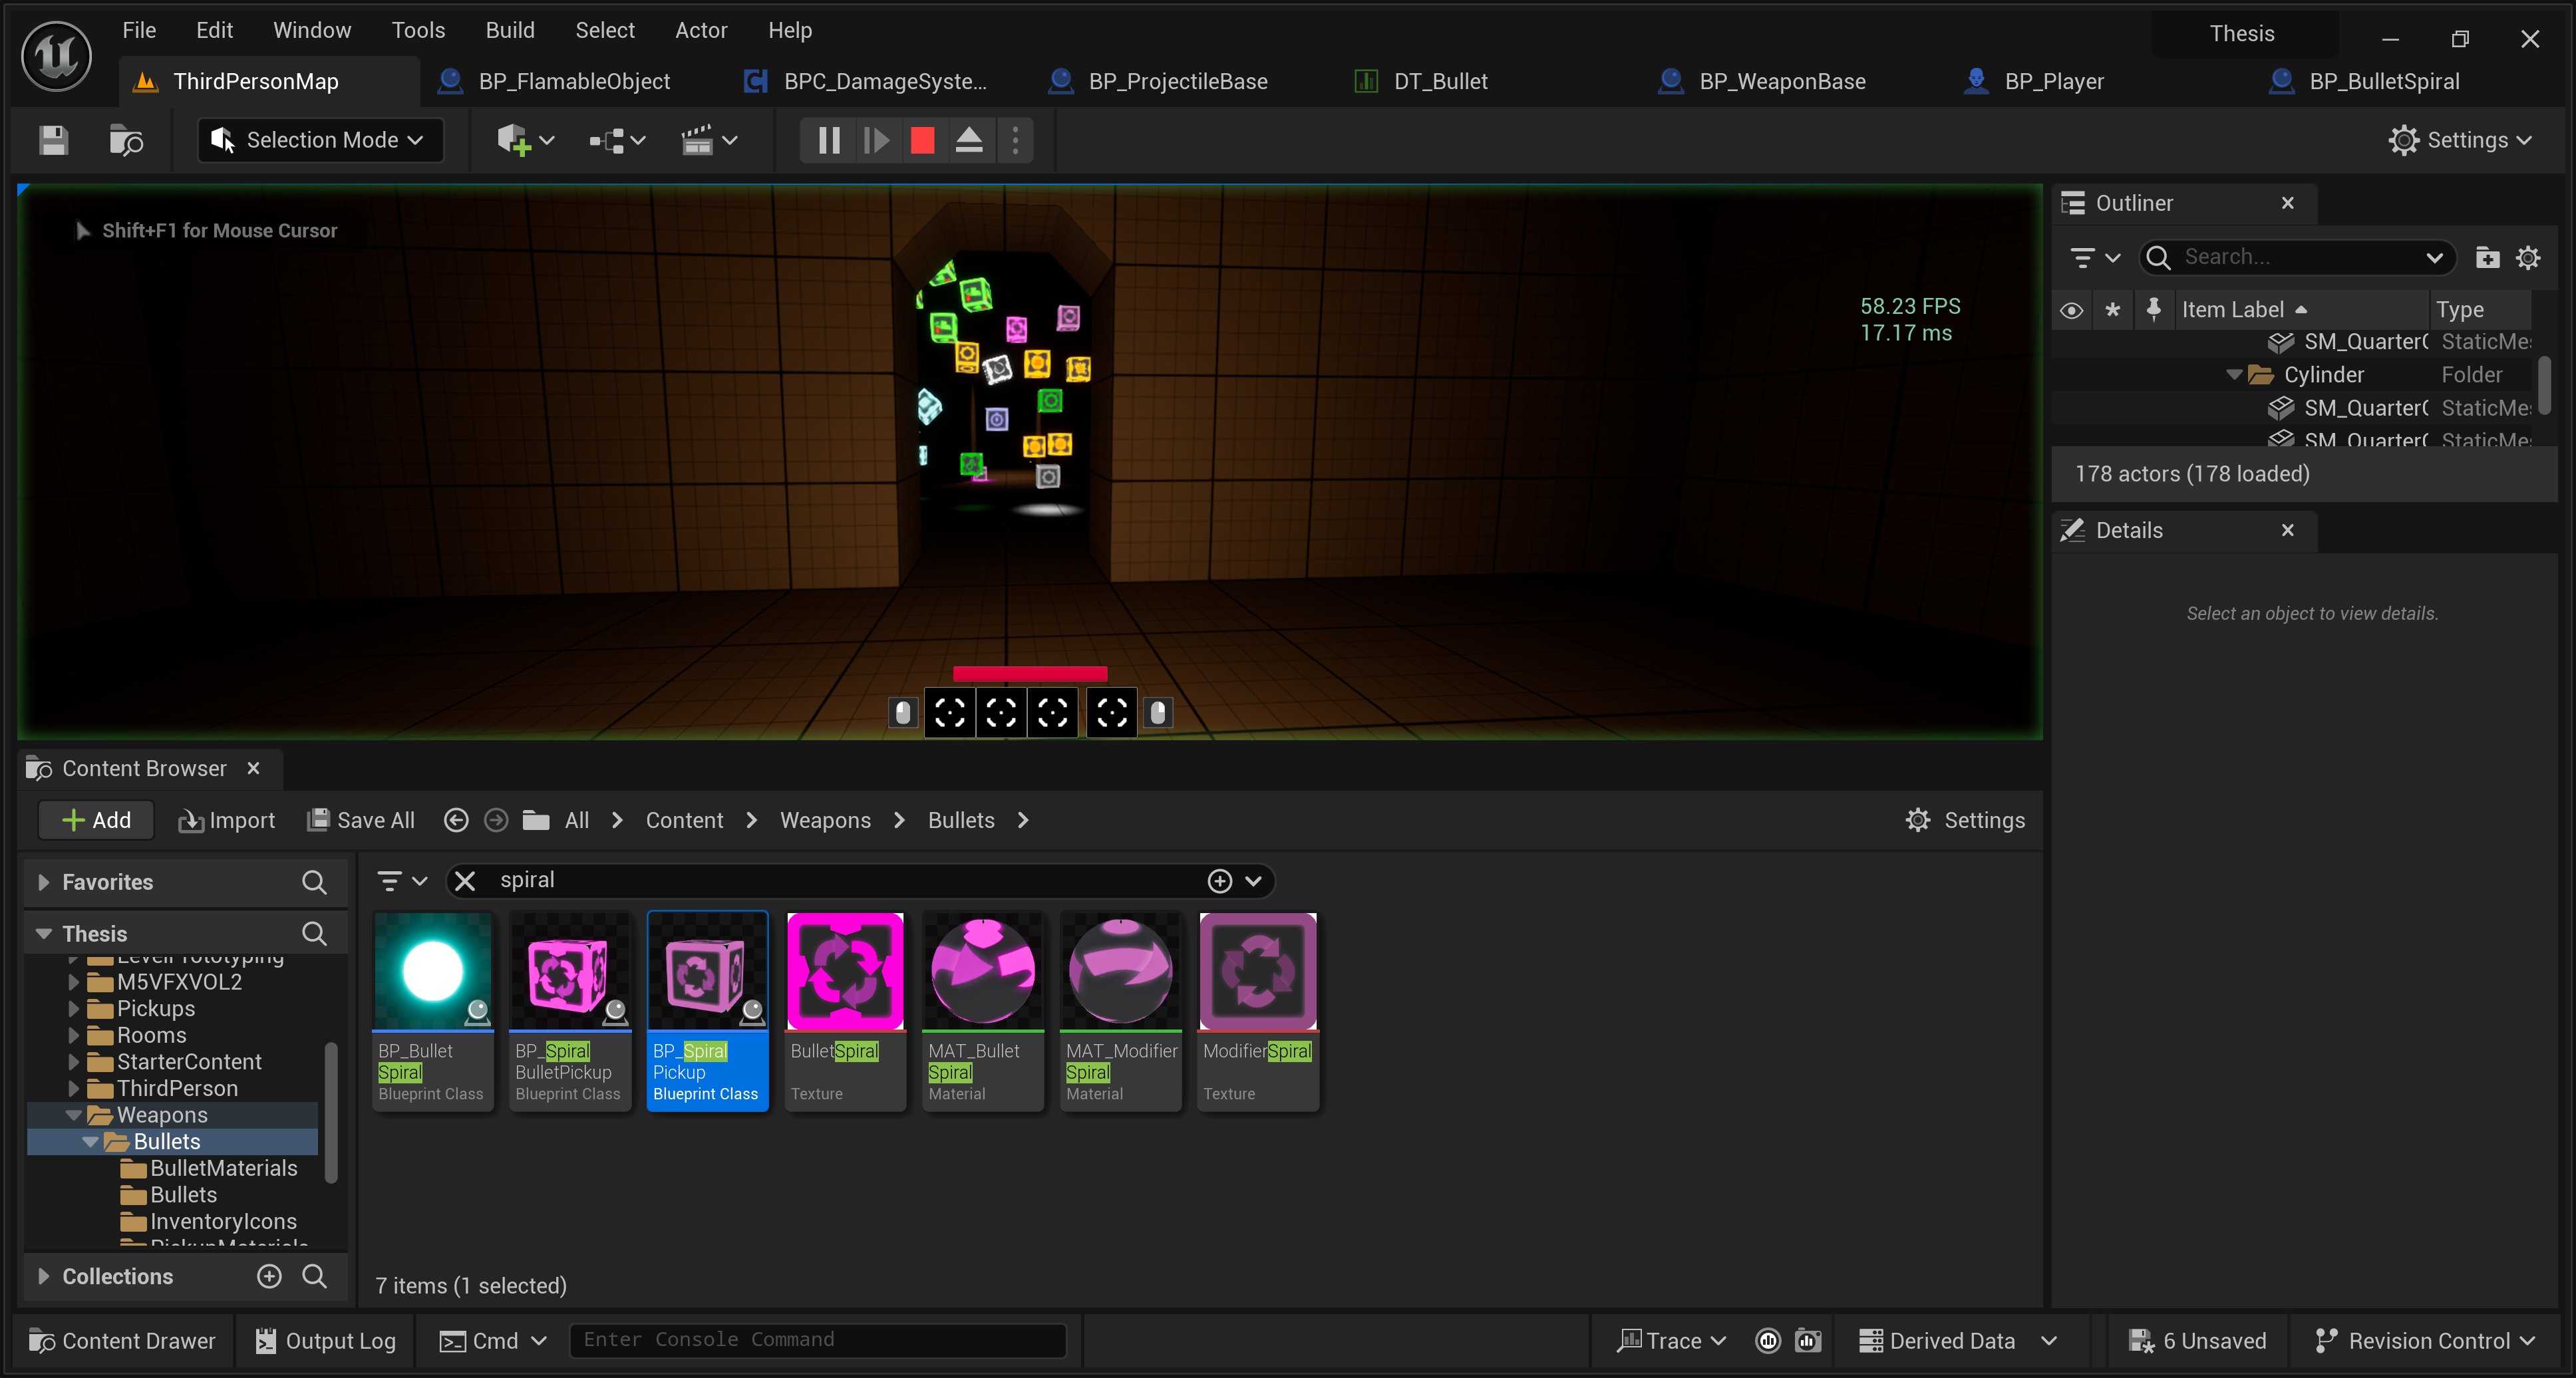 File Edit Window Tools Build Select Actor Help
Thesis
ThirdPersonMap
BP_FlamableObject
BPC_DamageSyste...
BP_ProjectileBase
DT_Bullet
BP_WeaponBase
BP_Player
BP_BulletSpiral
Selection Mode
Settings
Shift+F1 for Mouse Cursor
58.23 FPS
17.17 ms
Outliner
Search...
Item Label
Type
SM_Quarter
StaticMe
Cylinder
Folder
SM_Quarter
StaticMe
SM_Quarter
StaticMe
178 actors (178 loaded)
Details
Select an object to view details.
Content Browser
Add
Import
Save All
All
Content
Weapons
Bullets
Settings
Favorites
Thesis
LevelPrototyping
M5VFXVOL2
Pickups
Rooms
StarterContent
ThirdPerson
Weapons
Bullets
BulletMaterials
Bullets
InventoryIcons
PickupMaterials
Collections
spiral
BP_Bullet
Spiral
Blueprint Class
BP_Spiral
BulletPickup
Blueprint Class
BP_Spiral
Pickup
Blueprint Class
BulletSpiral
Texture
MAT_Bullet
Spiral
Material
MAT_Modifier
Spiral
Material
ModifierSpiral
Texture
7 items (1 selected)
Content Drawer
Output Log
Cmd
Enter Console Command
Trace
Derived Data
6 Unsaved
Revision Control